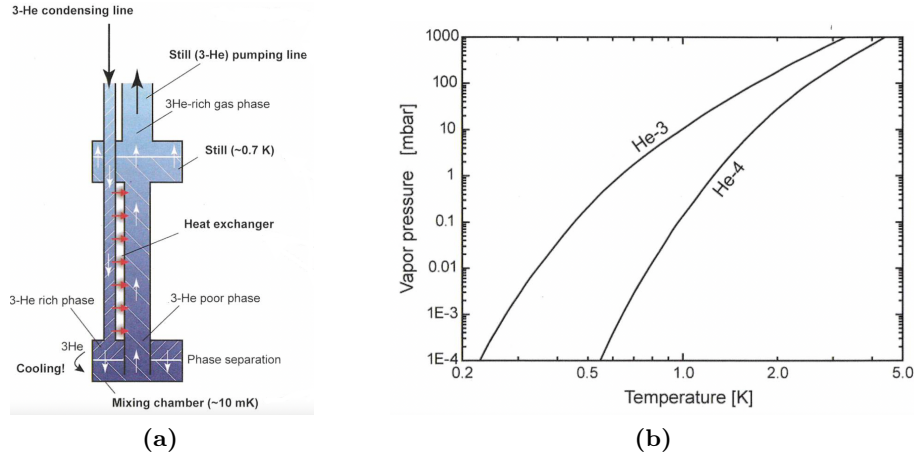 3-He condensing line
Still (3-He) pumping line
3He-rich gas phase
Still (~0.7 K)
Heat exchanger
3-He rich phase
3-He poor phase
3He
Phase separation
Cooling!
Mixing chamber (~10 mK)
(a)
Vapor pressure [mbar]
1000
100
10
1
0.1
0.01
1E-3
1E-4
He-3
He-4
0.2
0.5
1.0
2.0
5.0
Temperature [K]
(b)